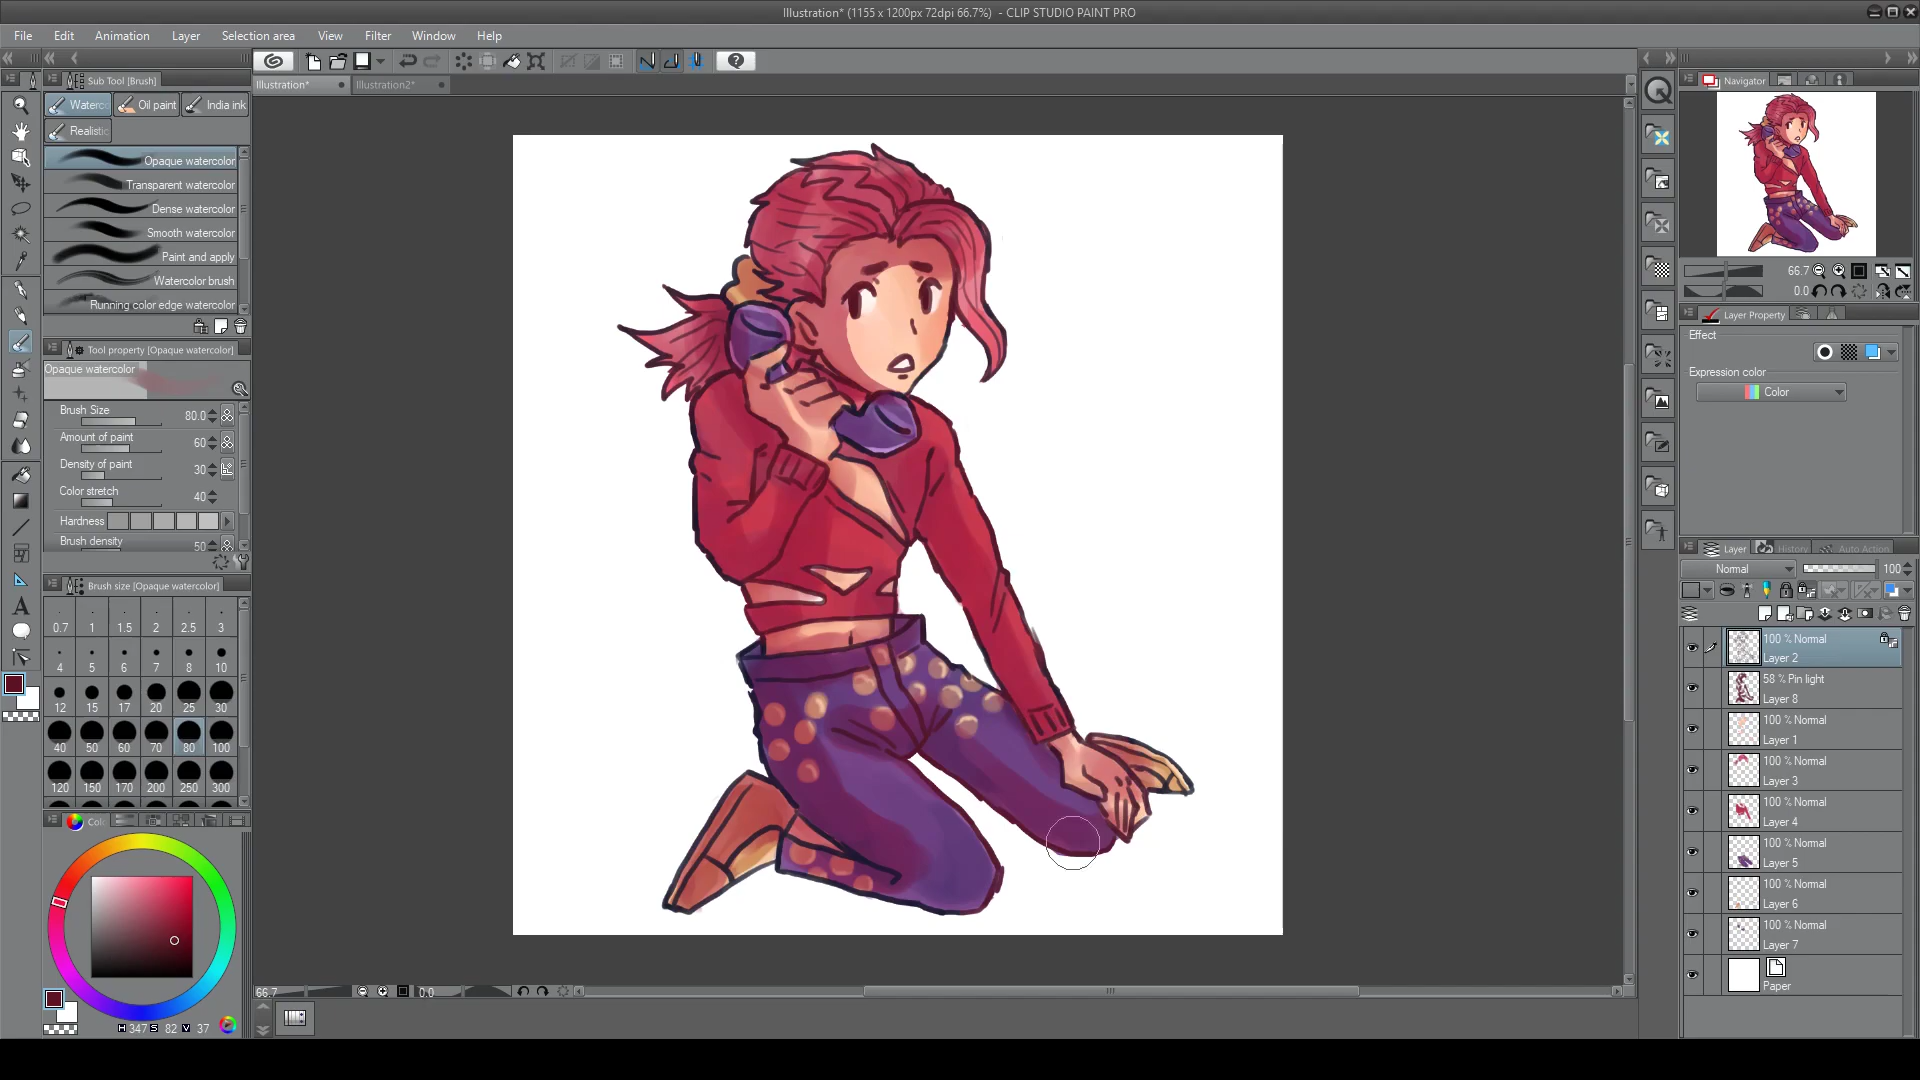 Illustration* (1155 x 1200px 72dpi 66.7%) - CLIP STUDIO PAINT PRO
File Edit Animation Layer Selection area View Filter Window Help
Sub Tool [Brush]
Illustration* Illustration2*
Waterc Oil paint India ink
Realistic
Opaque watercolor
Transparent watercolor
Dense watercolor
Smooth watercolor
Paint and apply
Watercolor brush
Running color edge watercolor
Tool property [Opaque watercolor]
Opaque watercolor
Brush Size 80.0
Amount of paint 60
Density of paint 30
Color stretch 40
Hardness
Brush density 50
Brush size [Opaque watercolor]
0.7 1 1.5 2 2.5 3
4 5 6 7 8 10
12 15 17 20 25 30
40 50 60 70 80 100
120 150 170 200 250 300
Col
H 347 S 82 V 37
66.7 0.0
Navigator
66.7
0.0
Layer Property
Effect
Expression color
Color
Layer History Auto Action
Normal 100
100 % Normal
Layer 2
58 % Pin light
Layer 8
100 % Normal
Layer 1
100 % Normal
Layer 3
100 % Normal
Layer 4
100 % Normal
Layer 5
100 % Normal
Layer 6
100 % Normal
Layer 7
Paper